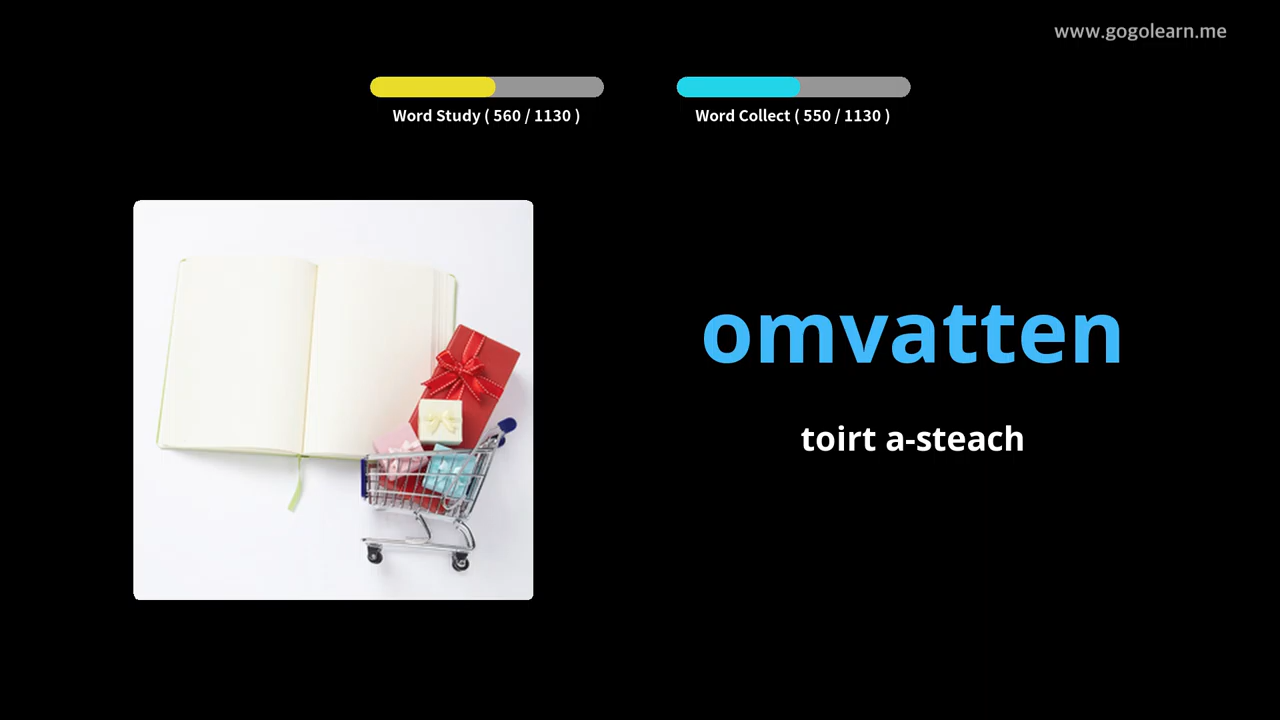 www.gogolearn.me
Word Study ( 560 / 1130 )
Word Collect ( 550 / 1130 )
omvatten
toirt a-steach